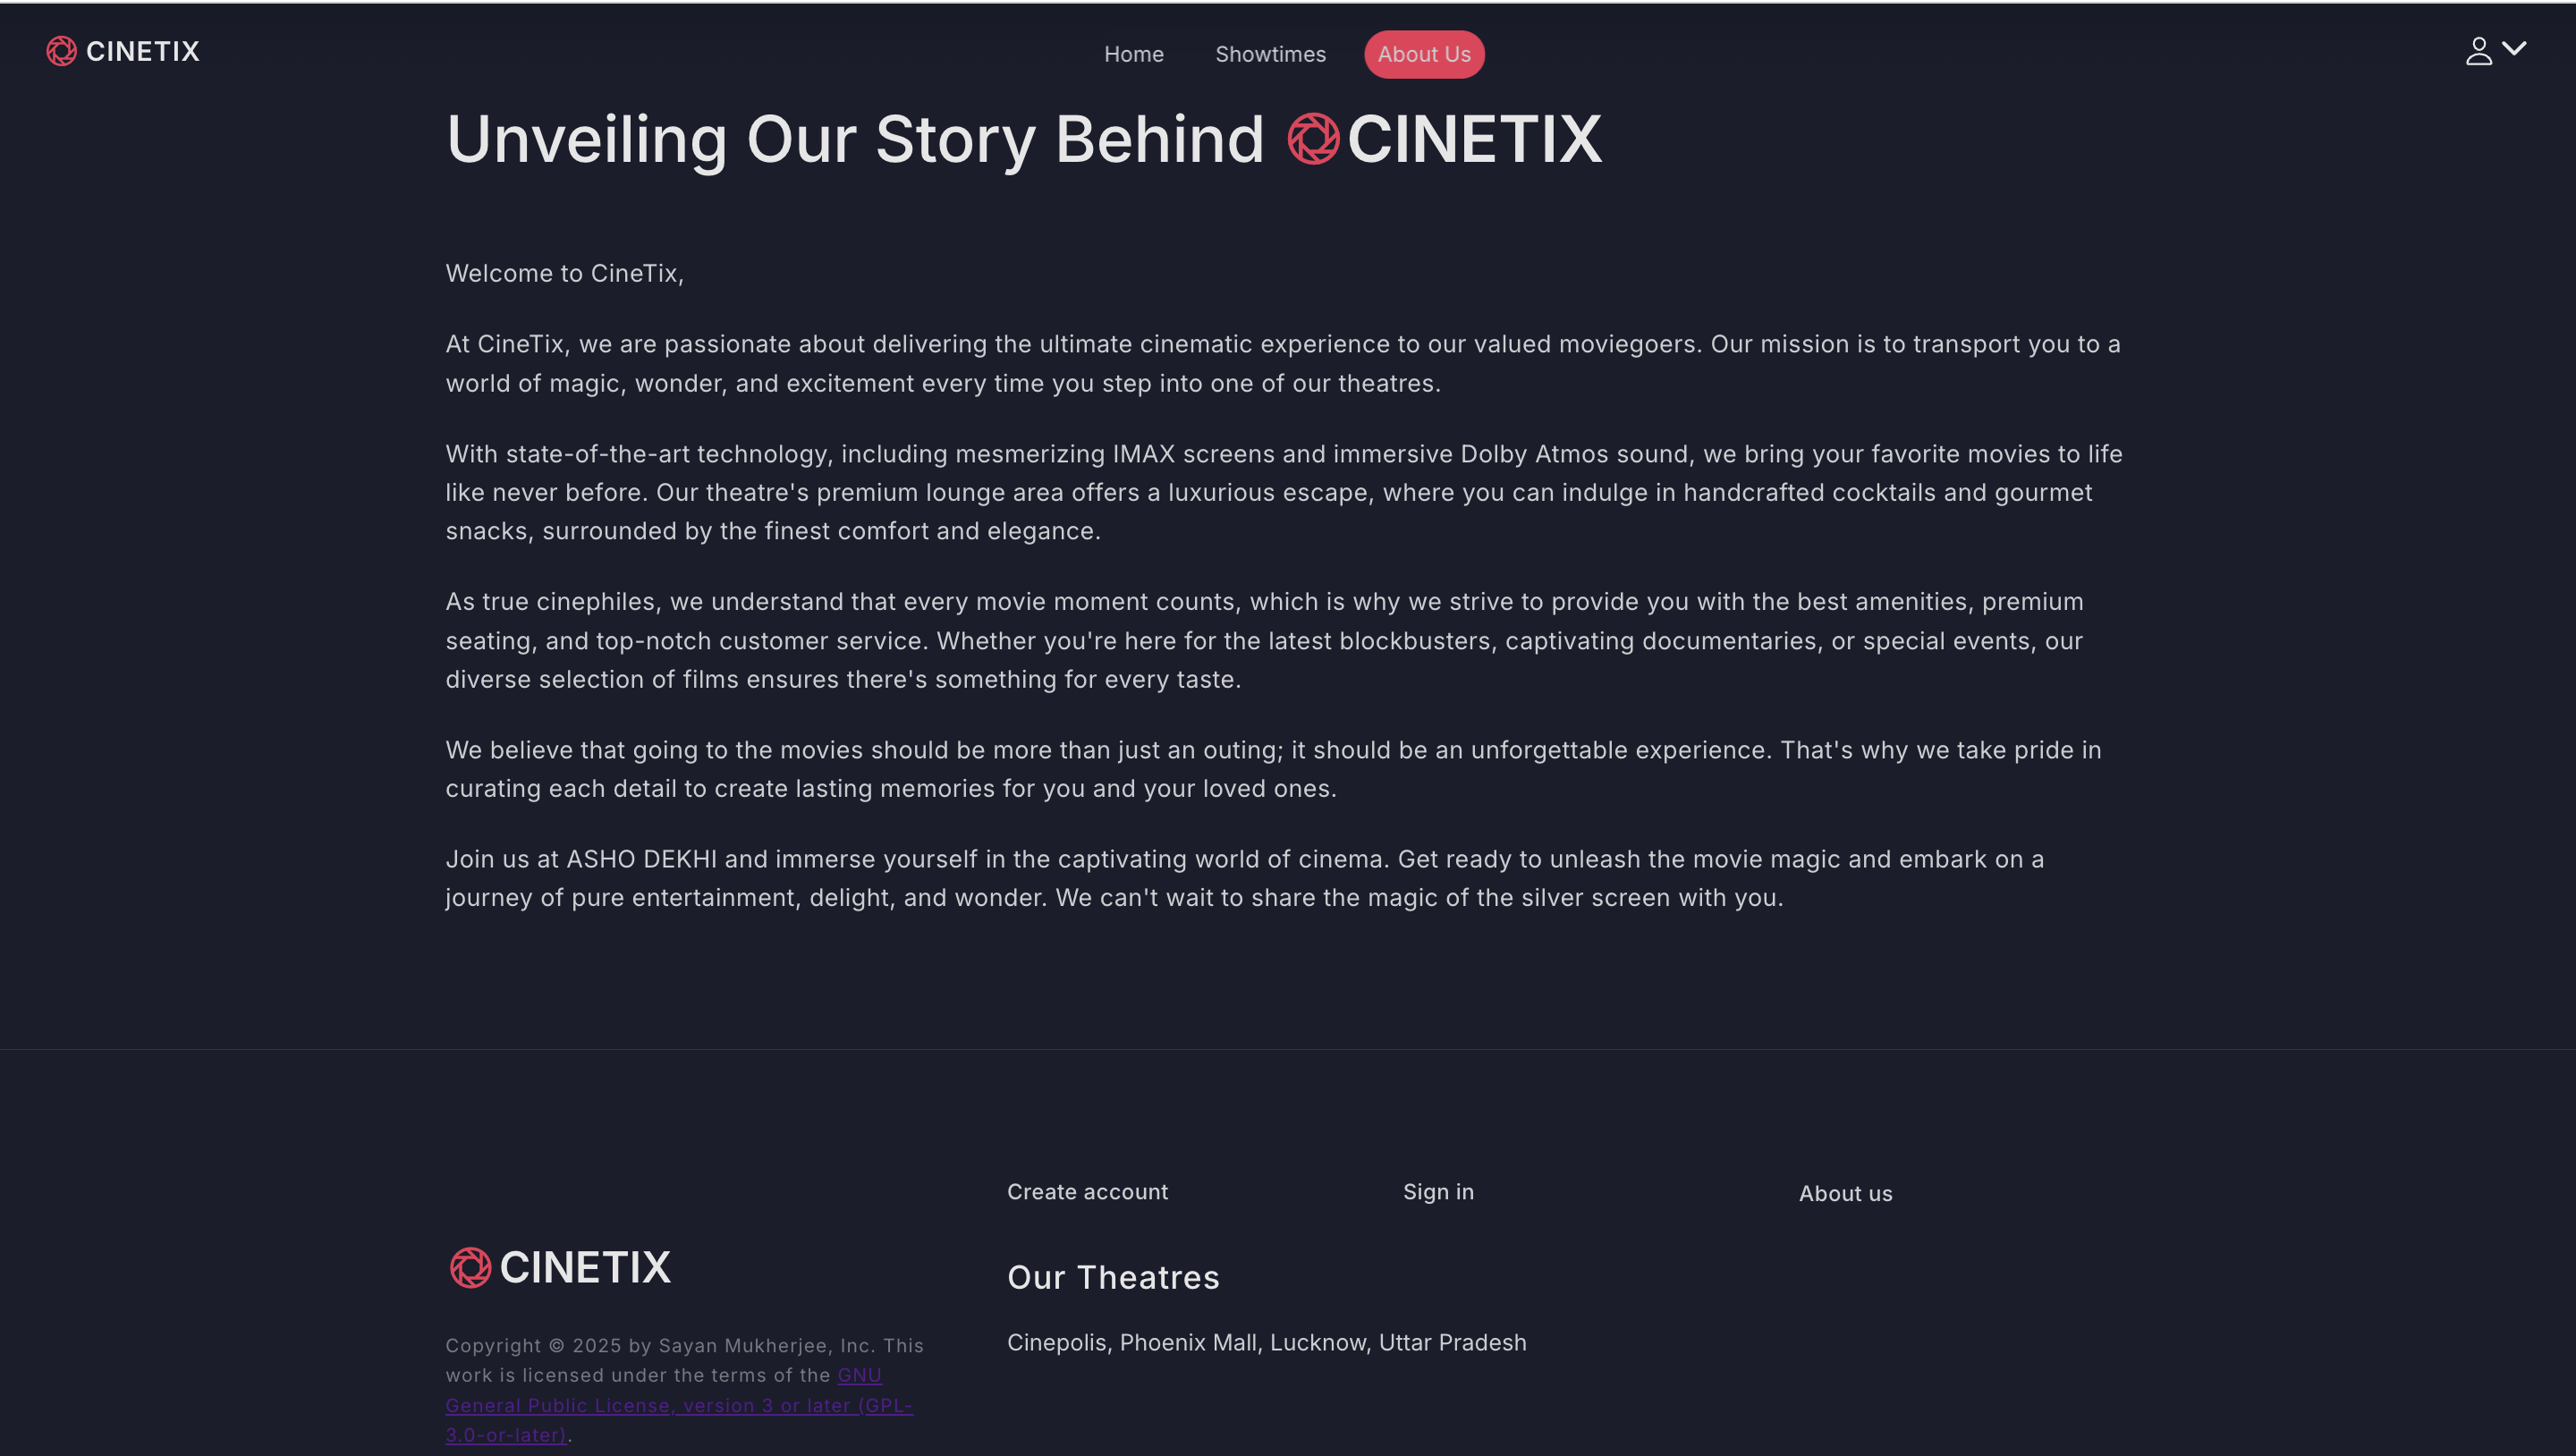 CINETIX
Home
Showtimes
About Us
Unveiling Our Story Behind CINETIX
Welcome to CineTix,
At CineTix, we are passionate about delivering the ultimate cinematic experience to our valued moviegoers. Our mission is to transport you to a
world of magic, wonder, and excitement every time you step into one of our theatres.
With state-of-the-art technology, including mesmerizing IMAX screens and immersive Dolby Atmos sound, we bring your favorite movies to life
like never before. Our theatre's premium lounge area offers a luxurious escape, where you can indulge in handcrafted cocktails and gourmet
snacks, surrounded by the finest comfort and elegance.
As true cinephiles, we understand that every movie moment counts, which is why we strive to provide you with the best amenities, premium
seating, and top-notch customer service. Whether you're here for the latest blockbusters, captivating documentaries, or special events, our
diverse selection of films ensures there's something for every taste.
We believe that going to the movies should be more than just an outing; it should be an unforgettable experience. That's why we take pride in
curating each detail to create lasting memories for you and your loved ones.
Join us at ASHO DEKHI and immerse yourself in the captivating world of cinema. Get ready to unleash the movie magic and embark on a
journey of pure entertainment, delight, and wonder. We can't wait to share the magic of the silver screen with you.
CINETIX
Copyright © 2025 by Sayan Mukherjee, Inc. This
work is licensed under the terms of the GNU
General Public License, version 3 or later (GPL-
3.0-or-later).
Create account
Sign in
About us
Our Theatres
Cinepolis, Phoenix Mall, Lucknow, Uttar Pradesh